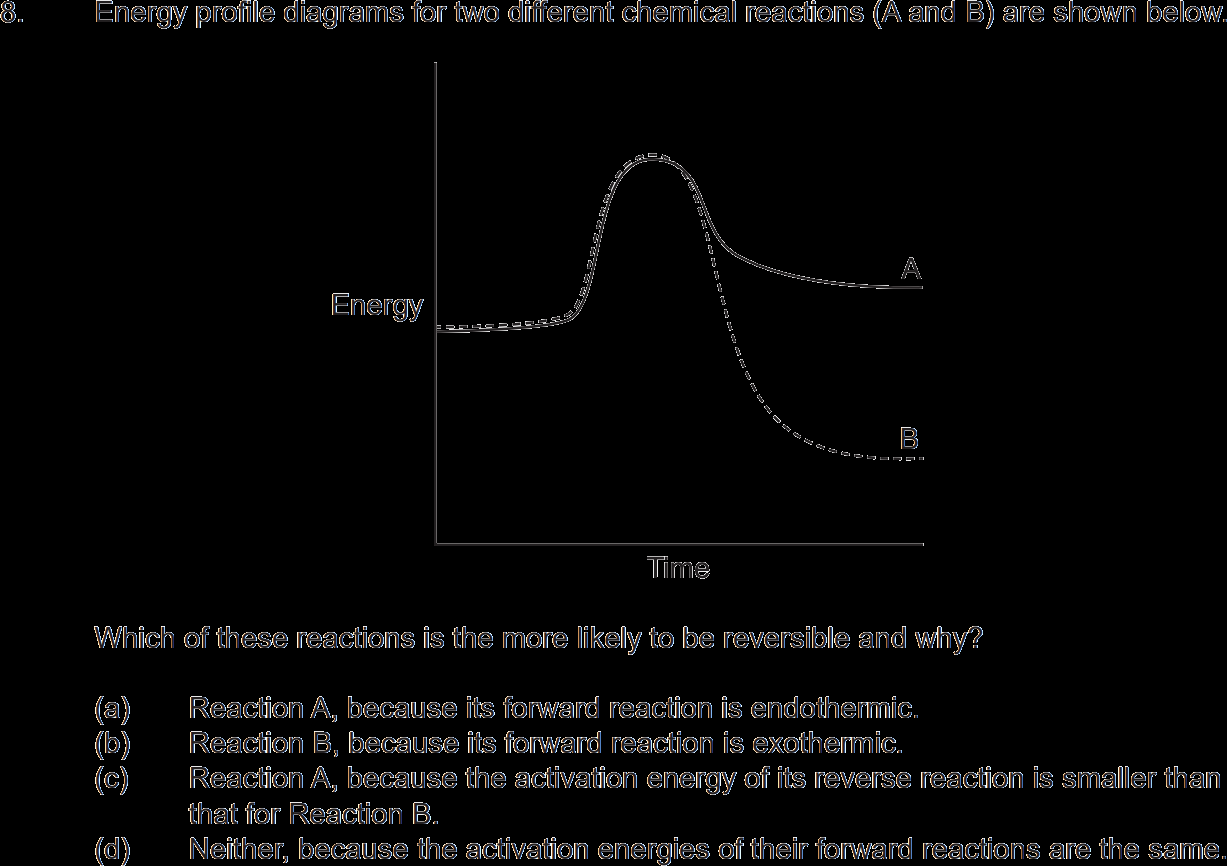 8. Energy profile diagrams for two different chemical reactions (A and B) are shown below.
A
Energy
B
Time
Which of these reactions is the more likely to be reversible and why?
(a) Reaction A, because its forward reaction is endothermic.
(b) Reaction B, because its forward reaction is exothermic.
(c) Reaction A, because the activation energy of its reverse reaction is smaller than
that for Reaction B.
(d) Neither, because the activation energies of their forward reactions are the same.